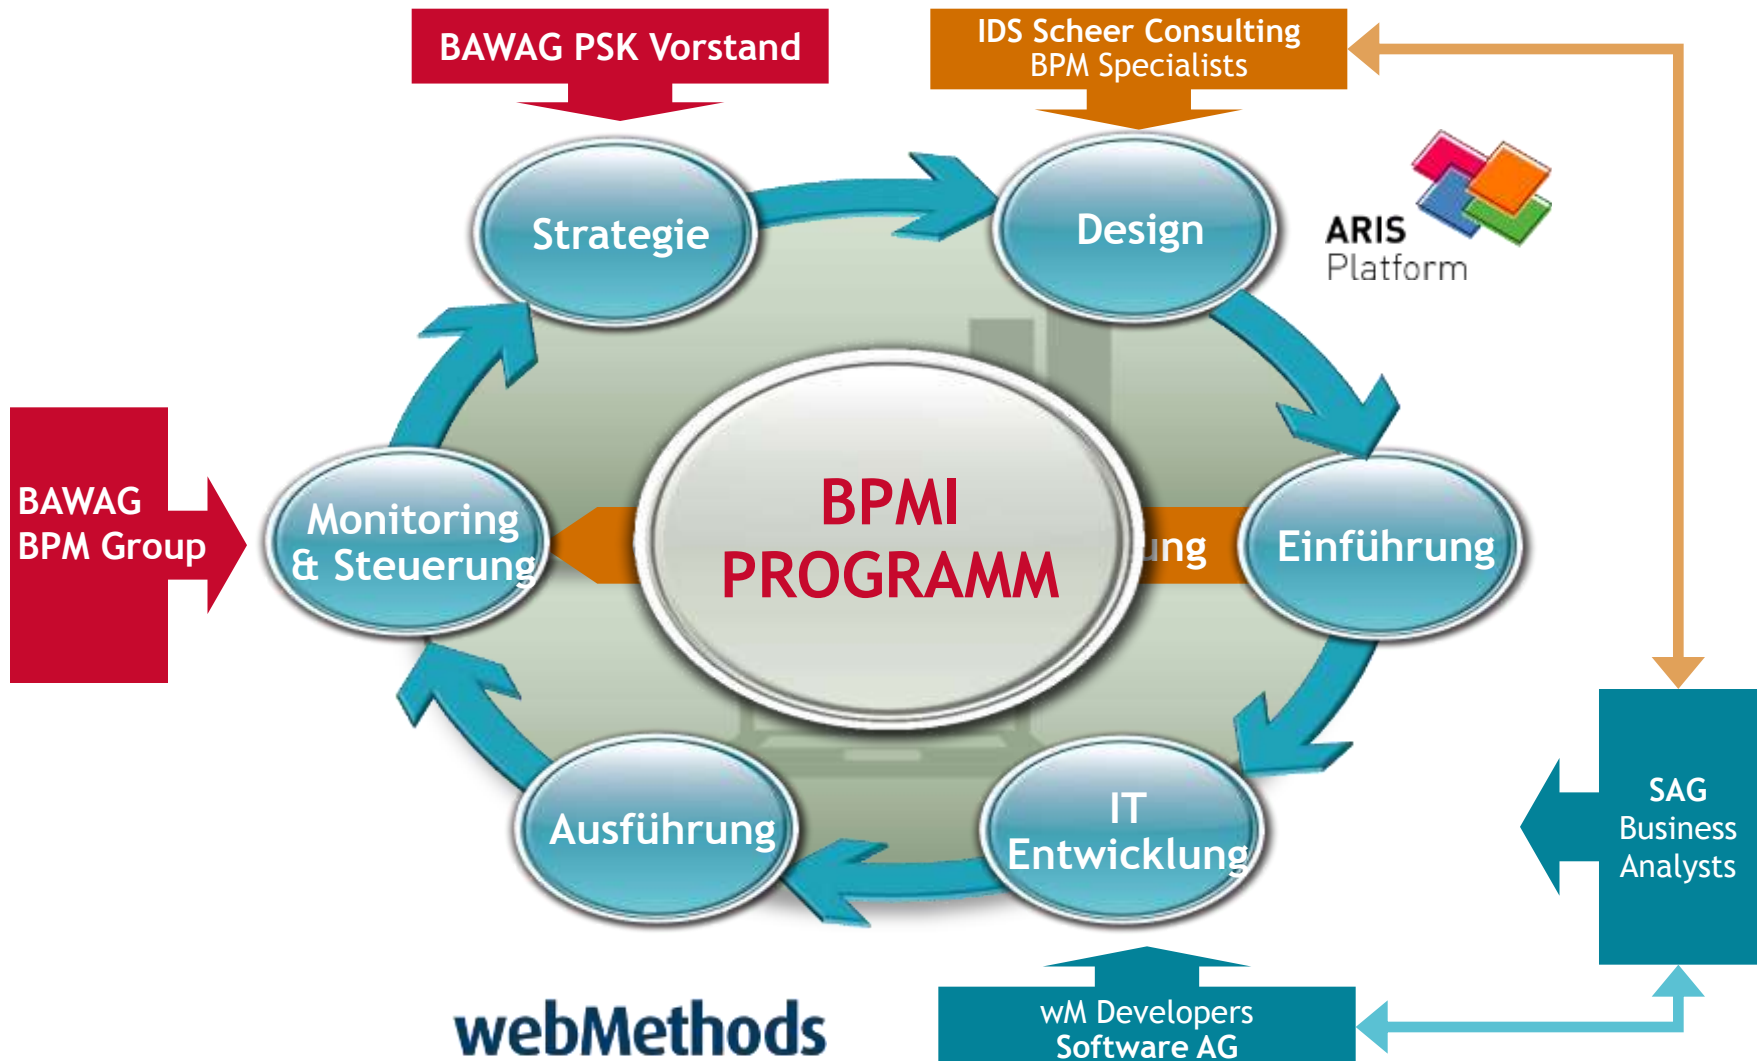 BAWAG PSK Vorstand
IDS Scheer Consulting
BPM Specialists
Strategie
Design
ARIS
Platform
BAWAG
BPM Group
Monitoring
& Steuerung
BPMI
PROGRAMM
Einführung
Ausführung
IT
Entwicklung
SAG
Business
Analysts
webMethods
wM Developers
Software AG